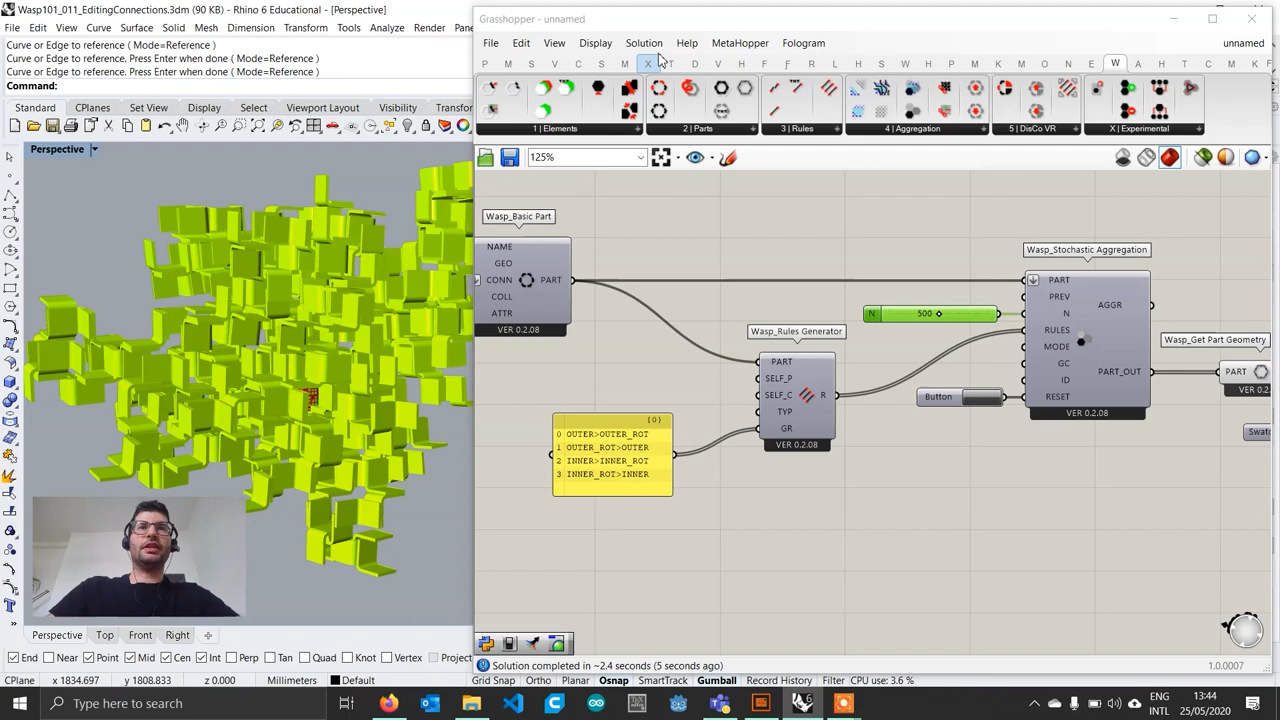 Wasp101_011_EditingConnections.3dm (90 KB) - Rhino 6 Educational - [Perspective]
File Edit View Curve Surface Solid Mesh Dimension Transform Tools Analyze Render
Curve or Edge to reference ( Mode=Reference )
Curve or Edge to reference. Press Enter when done ( Mode=Reference )
Curve or Edge to reference. Press Enter when done ( Mode=Reference )
Command:
Standard CPlanes Set View Display Select Viewport Layout Visibility Transform
Perspective
Grasshopper - unnamed
File Edit View Display Solution Help MetaHopper Fologram unnamed
P M S V C S M X T D V H F R L H S M C S M F W A H M K F
1 | Elements 2 | Parts 3 | Rules 4 | Aggregation 5 | DisCo VR X | Experimental
125%
Wasp_Basic Part
NAME
GEO
CONN PART
COLL
ATTR
VER 0.2.08
Wasp_Rules Generator
PART
SELF_P
SELF_C R
TYP
GR
VER 0.2.08
{0}
0 OUTER>OUTER_ROT
1 OUTER_ROT>OUTER
2 INNER>INNER_ROT
3 INNER_ROT>INNER
N 500
Button
Wasp_Stochastic Aggregation
PART
PREV
N AGGR
RULES
MODE
GC
ID PART_OUT
RESET
VER 0.2.08
Wasp_Get Part Geometry
PART
VER 0.2
Swatc
Solution completed in ~2.4 seconds (5 seconds ago) 1.0.0007
Perspective Top Front Right
End Near Point Mid Cen Int Perp Tan Quad Knot Vertex Project
CPlane x 1834.697 y 1808.833 z 0.000 Millimeters Default Grid Snap Ortho Planar Osnap SmartTrack Gumball Record History Filter CPU use: 3.6 %
Type here to search
ENG
INTL
13:44
25/05/2020